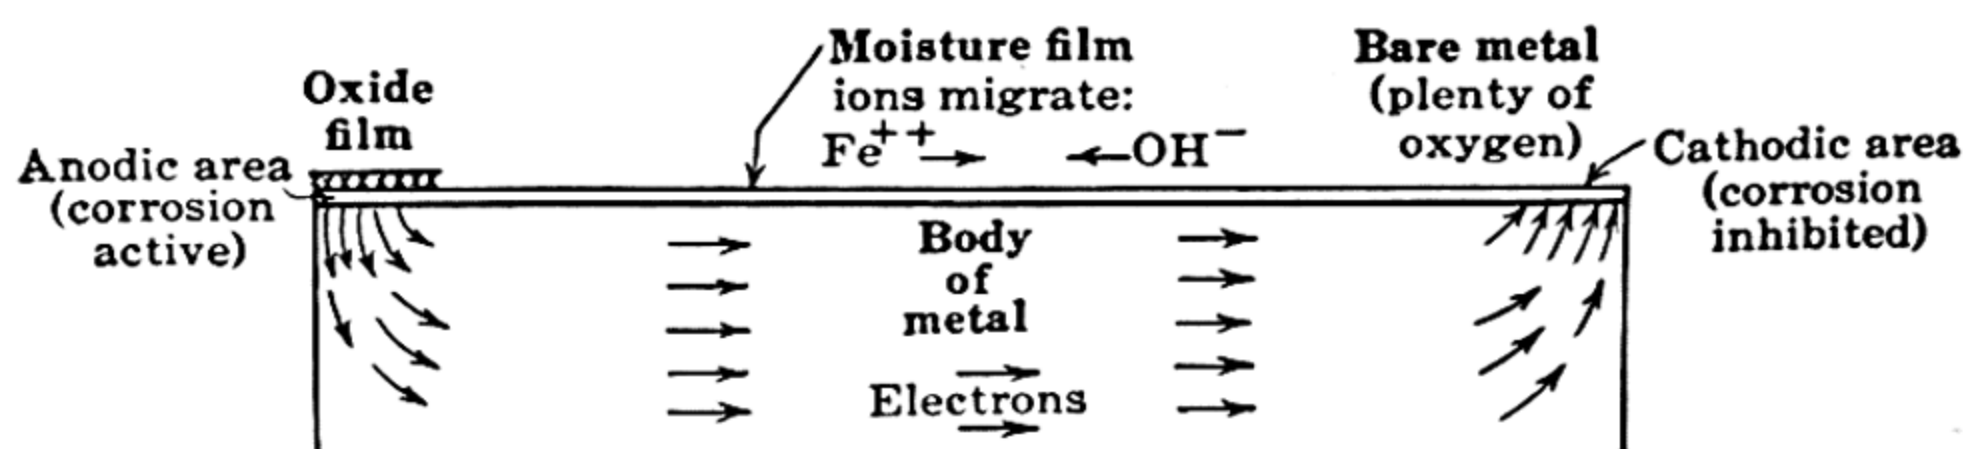 Oxide
film
Anodic area
(corrosion
active)
Moisture film
ions migrate:
Fe++ → ←OH−
Bare metal
(plenty of
oxygen)
Cathodic area
(corrosion
inhibited)
Body
of
metal
Electrons